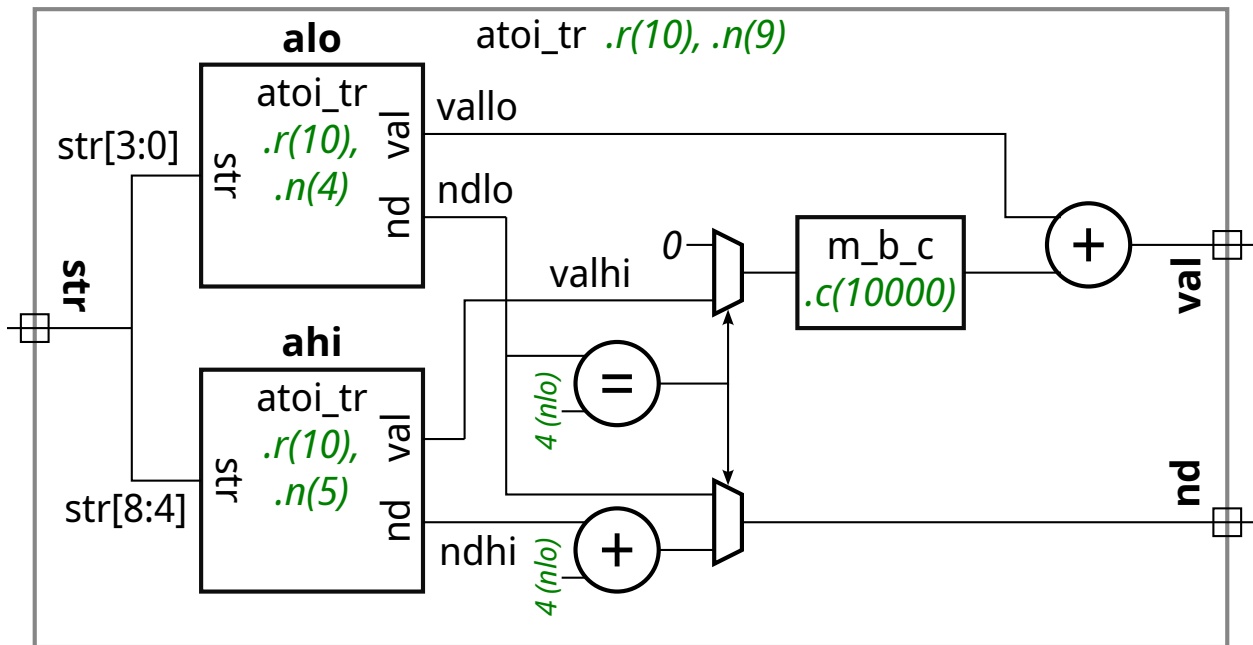 atoi_tr .r(10), .n(9)
alo
atoi_tr
.r(10),
.n(4)
str
val
nd
str[3:0]
vallo
ndlo
str
valhi
0
m_b_c
.c(10000)
+
val
ahi
atoi_tr
.r(10),
.n(5)
str
val
nd
str[8:4]
=
4 (nlo)
ndhi
+
4 (nlo)
nd